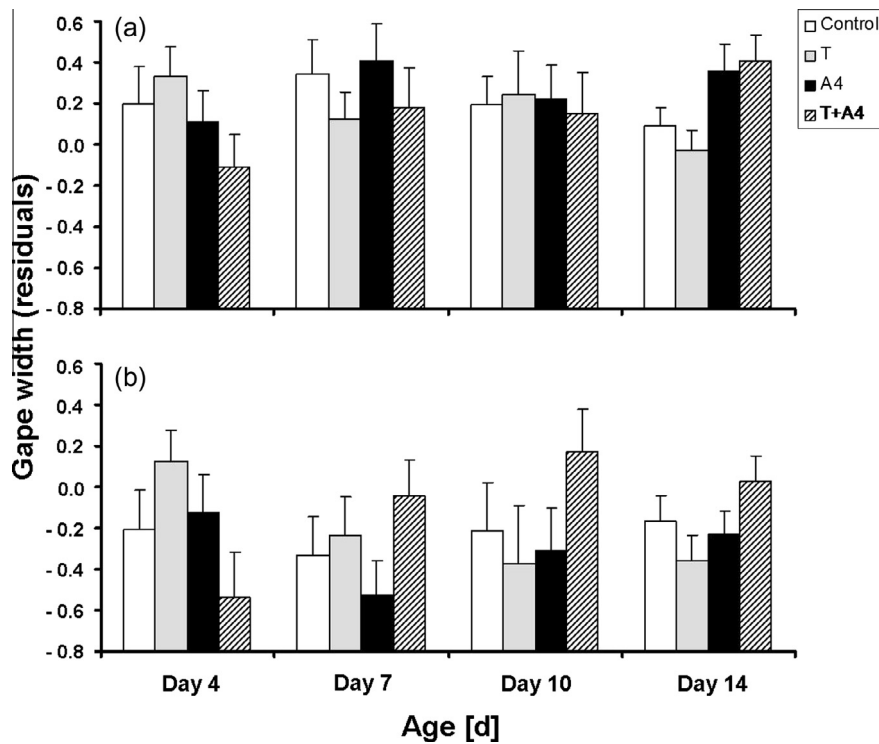 (a)
0.6
0.4
0.2
0.0
- 0.2
- 0.4
- 0.6
- 0.8
Control
T
A4
T+A4
Gape width (residuals)
(b)
0.6
0.4
0.2
0.0
- 0.2
- 0.4
- 0.6
- 0.8
Day 4 Day 7 Day 10 Day 14
Age [d]